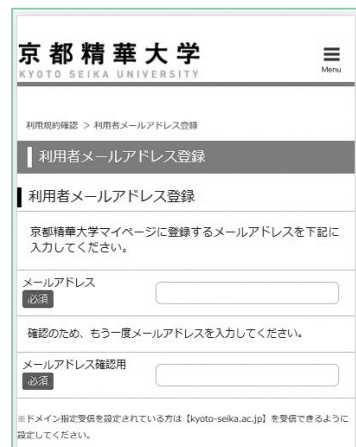 京都精華大学
KYOTO SEIKA UNIVERSITY
Menu
利用規約確認 > 利用者メールアドレス登録
利用者メールアドレス登録
利用者メールアドレス登録
京都精華大学マイページに登録するメールアドレスを下記に
入力してください。
メールアドレス
必須
確認のため、もう一度メールアドレスを入力してください。
メールアドレス確認用
必須
※ドメイン指定受信を設定されている方は【kyoto-seika.ac.jp】を受信できるように
設定してください。